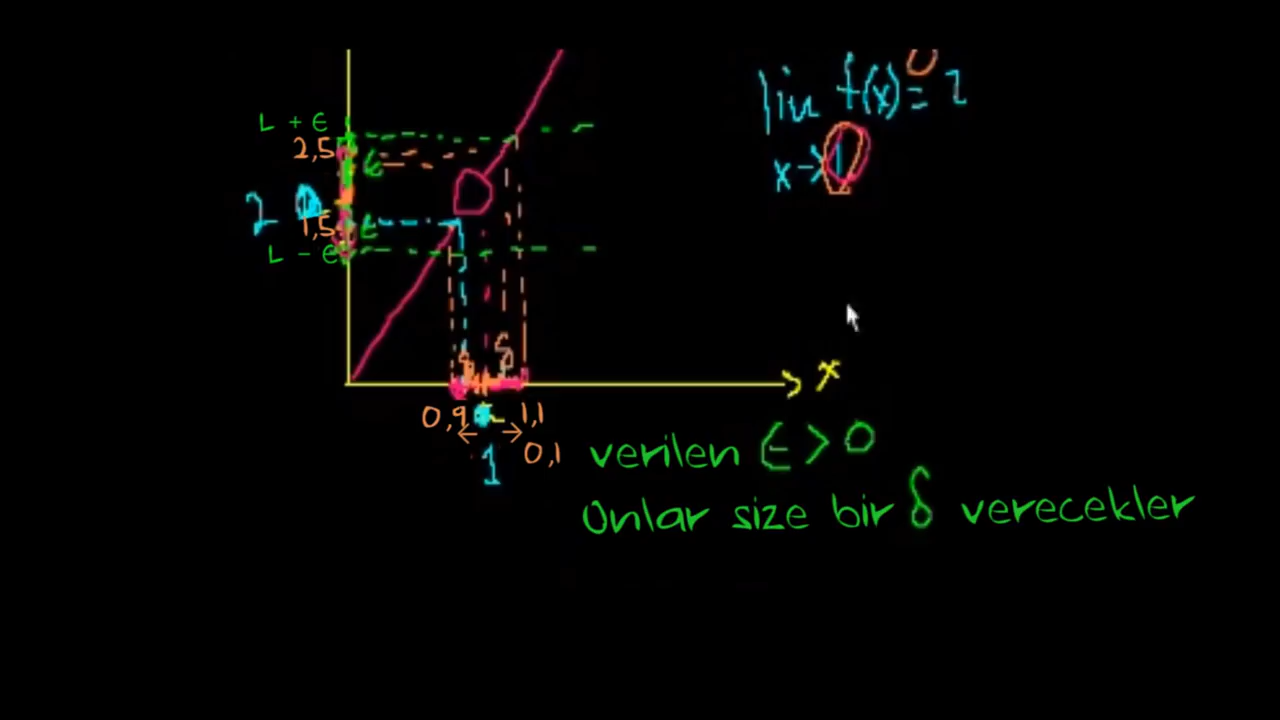 L + ϵ
2,5
ϵ
lim f(x) = 2
x→1
2
1,5
ϵ
L - ϵ
δ
x
0,9
1,1
0,1
1
verilen ϵ > 0
Onlar size bir δ verecekler